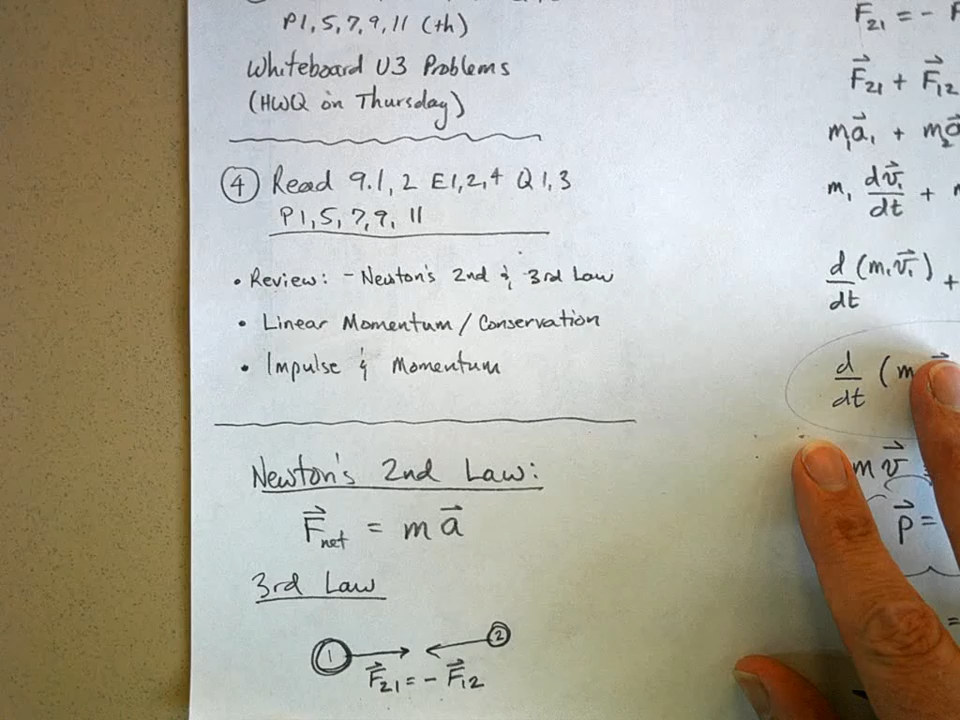 P1, 5, 7, 9, 11 (th)
Whiteboard U3 Problems
(HWQ on Thursday)
④ Read 9.1, 2 E1,2,4 Q 1,3
P1, 5, 7, 9, 11
• Review: - Newton's 2nd & 3rd Law
• Linear Momentum / Conservation
• Impulse & Momentum
Newton's 2nd Law:
F⃗net = m a⃗
3rd Law
1 2
F⃗21 = - F⃗12
F21 = - F
F⃗21 + F⃗12
m1a⃗1 + m2a⃗
m1 dv⃗1/dt +
d/dt (m1v⃗1) +
d/dt (m
mv⃗
p⃗ =
=